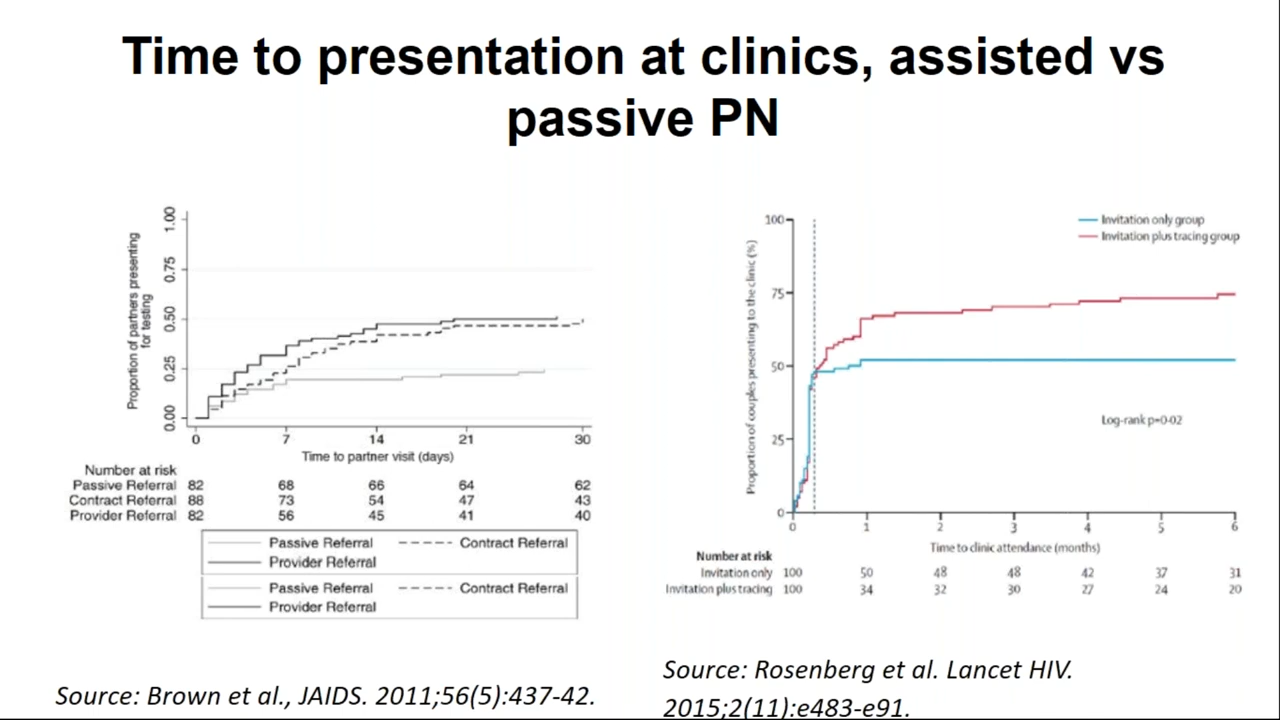 Time to presentation at clinics, assisted vs
passive PN
Proportion of partners presenting
for testing
1.00
0.75
0.50
0.25
0.00
0 7 14 21 30
Time to partner visit (days)
Number at risk
Passive Referral 82 68 66 64 62
Contract Referral 88 73 54 47 43
Provider Referral 82 56 45 41 40
Passive Referral Contract Referral
Provider Referral
Passive Referral Contract Referral
Provider Referral
Source: Brown et al., JAIDS. 2011;56(5):437-42.
Invitation only group
Invitation plus tracing group
Proportion of couples presenting to the clinic (%)
100
75
50
25
0
Log-rank p=0·02
0 1 2 3 4 5 6
Time to clinic attendance (months)
Number at risk
Invitation only 100 50 48 48 42 37 31
Invitation plus tracing 100 34 32 30 27 24 20
Source: Rosenberg et al. Lancet HIV.
2015;2(11):e483-e91.